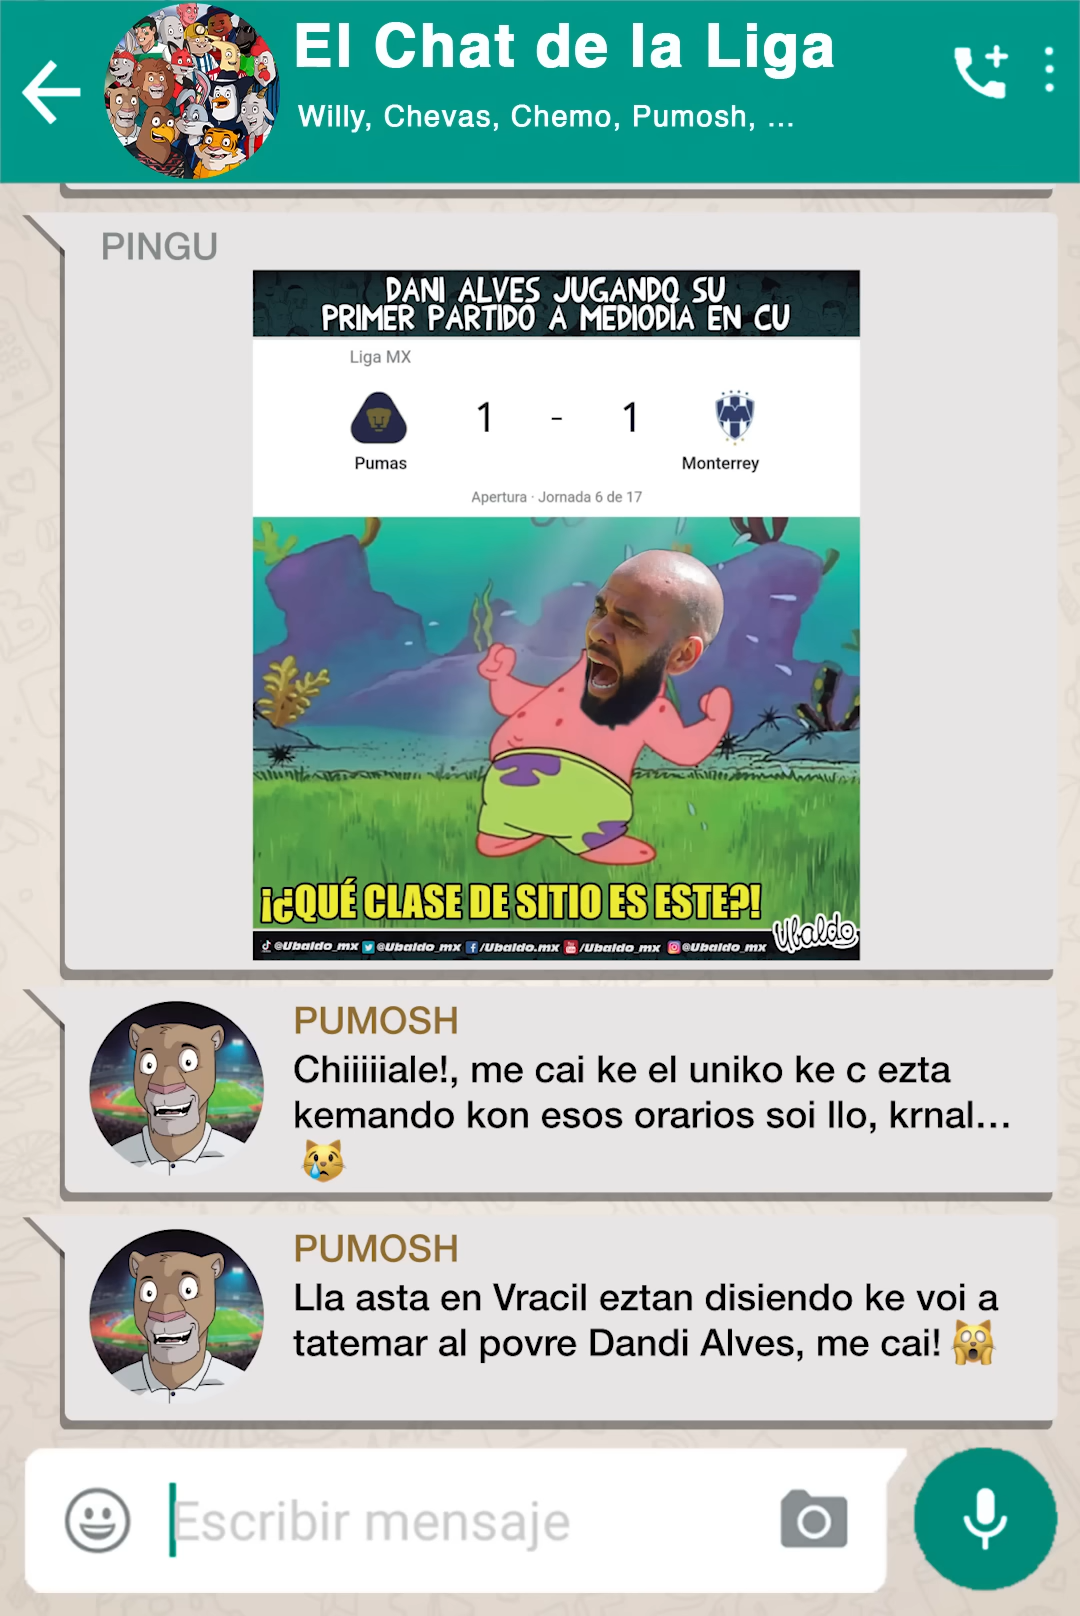 El Chat de la Liga
Willy, Chevas, Chemo, Pumosh, ...
PINGU
DANI ALVES JUGANDO SU
PRIMER PARTIDO A MEDIODÍA EN CU
Liga MX
1 - 1
Pumas Monterrey
Apertura · Jornada 6 de 17
¡¿QUÉ CLASE DE SITIO ES ESTE?!
@Ubaldo_mx @Ubaldo_mx /Ubaldo.mx /Ubaldo_mx @Ubaldo_mx Ubaldo
PUMOSH
Chiiiiiale!, me cai ke el uniko ke c ezta
kemando kon esos orarios soi llo, krnal...
😿
PUMOSH
Lla asta en Vracil eztan disiendo ke voi a
tatemar al povre Dandi Alves, me cai! 🙀
Escribir mensaje